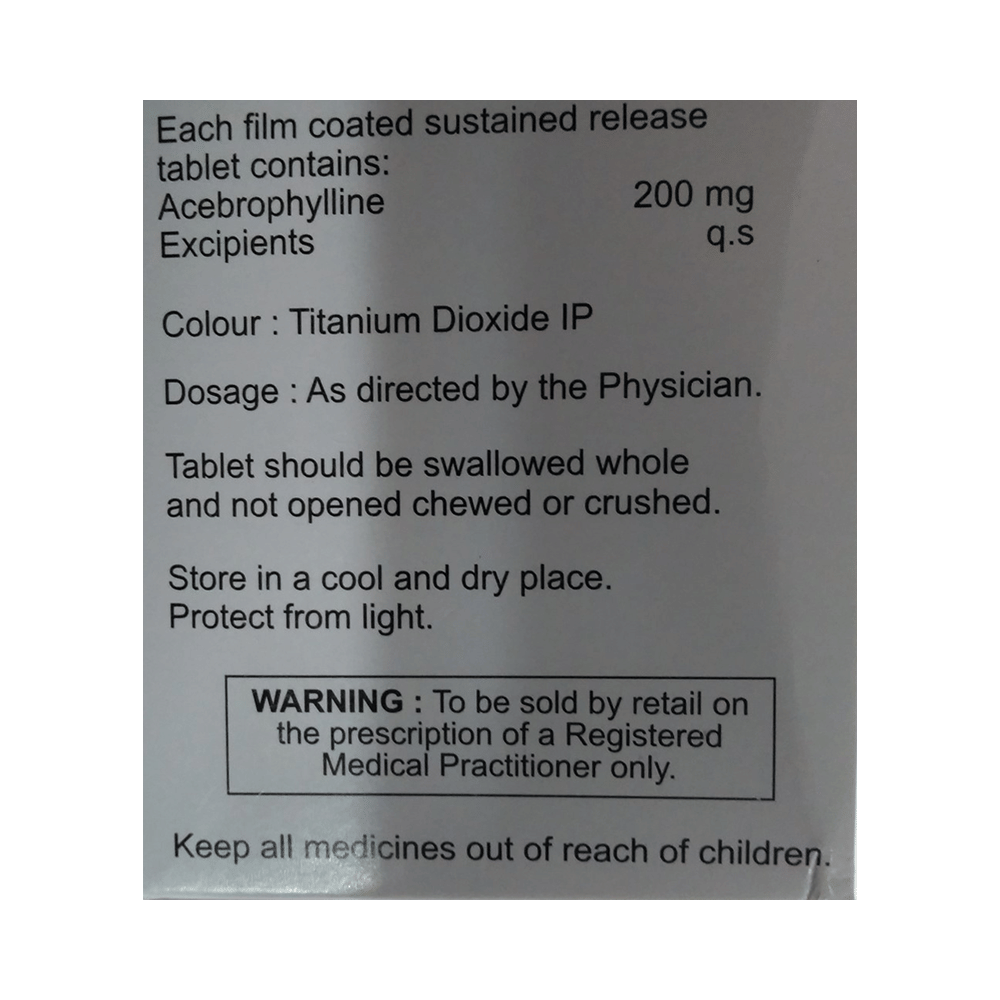 Each film coated sustained release
tablet contains:
Acebrophylline 200 mg
Excipients q.s
Colour : Titanium Dioxide IP
Dosage : As directed by the Physician.
Tablet should be swallowed whole
and not opened chewed or crushed.
Store in a cool and dry place.
Protect from light.
WARNING : To be sold by retail on
the prescription of a Registered
Medical Practitioner only.
Keep all medicines out of reach of children.